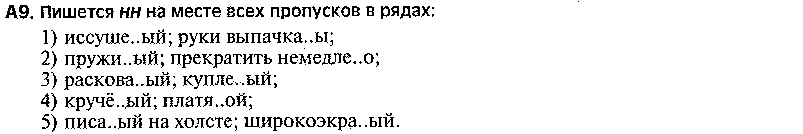 А9. Пишется нн на месте всех пропусков в рядах:
1) иссуше..ый; руки выпачка..ы;
2) пружи..ый; прекратить немедле..о;
3) раскова..ый; купле..ый;
4) кручё..ый; платя..ой;
5) писа..ый на холсте; широкоэкра..ый.